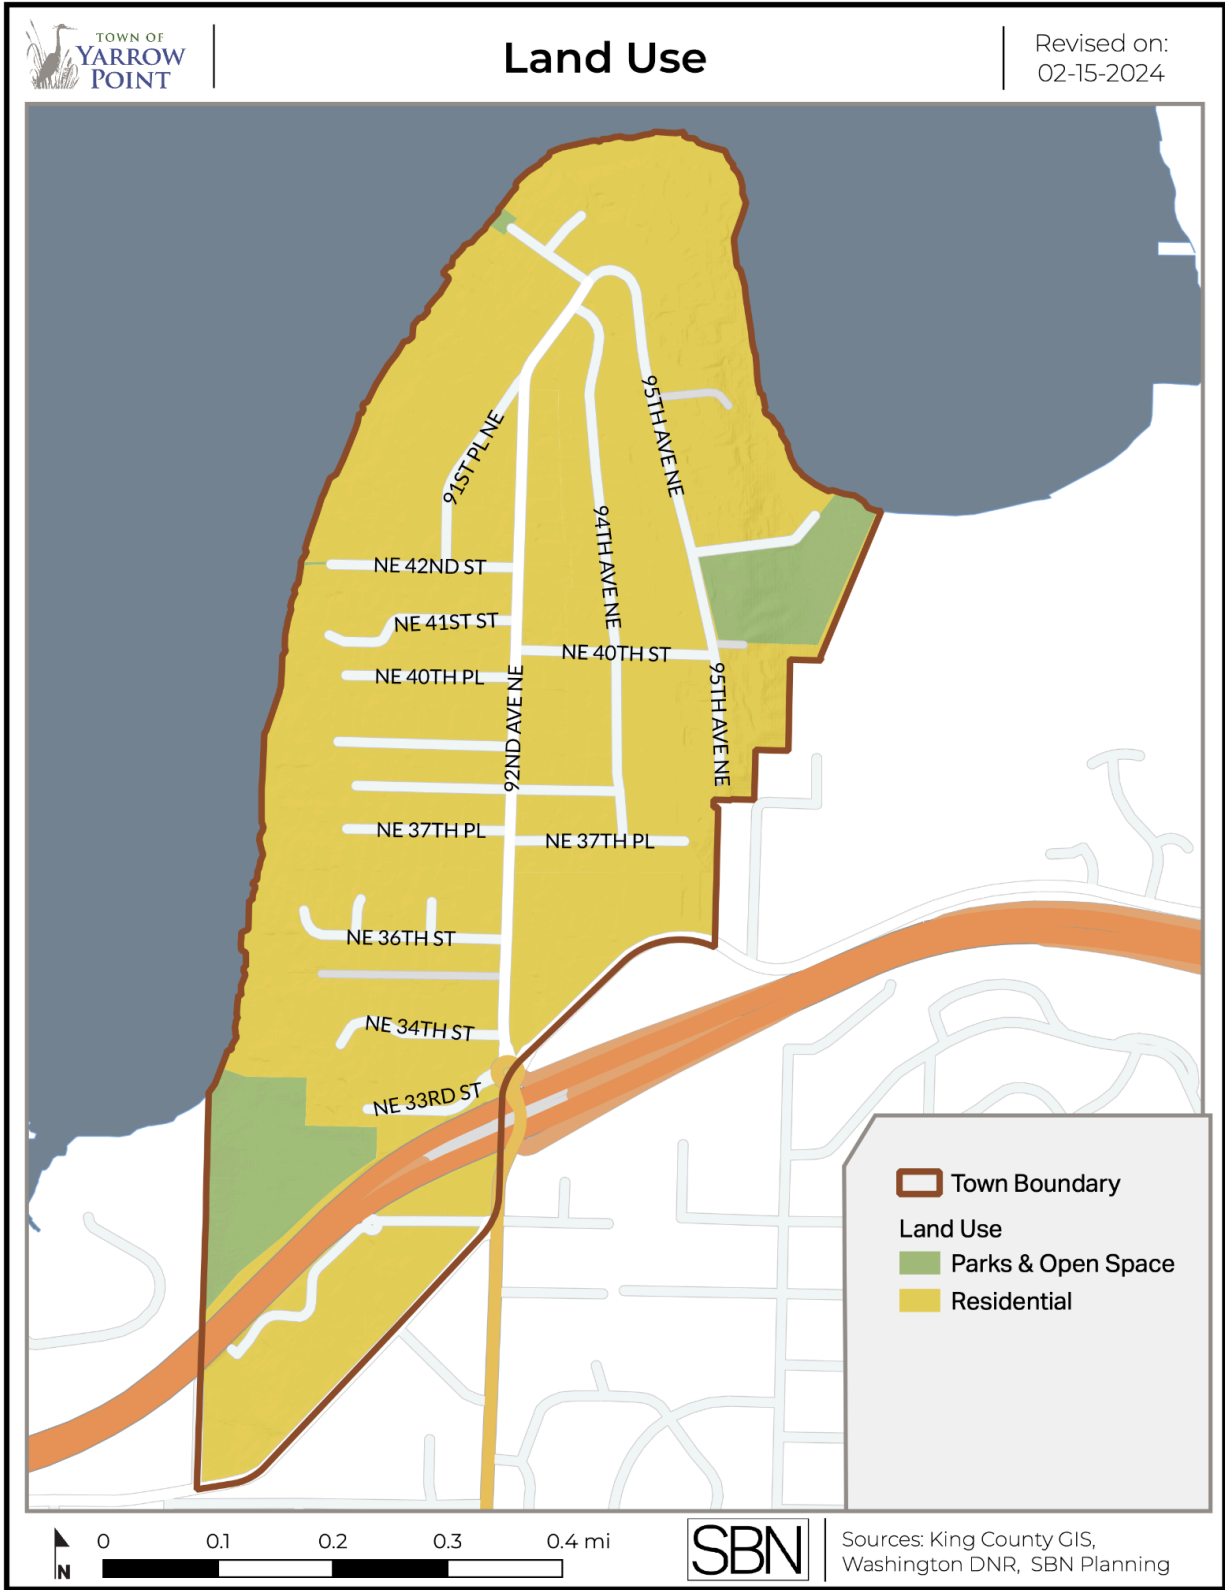 TOWN OF
YARROW
POINT
Land Use
Revised on:
02-15-2024
95TH AVE NE
91ST PL NE
94TH AVE NE
NE 42ND ST
NE 41ST ST
NE 40TH ST
NE 40TH PL
92ND AVE NE
95TH AVE NE
NE 37TH PL
NE 37TH PL
NE 36TH ST
NE 34TH ST
NE 33RD ST
Town Boundary
Land Use
Parks & Open Space
Residential
N
0 0.1 0.2 0.3 0.4 mi
SBN
Sources: King County GIS,
Washington DNR, SBN Planning